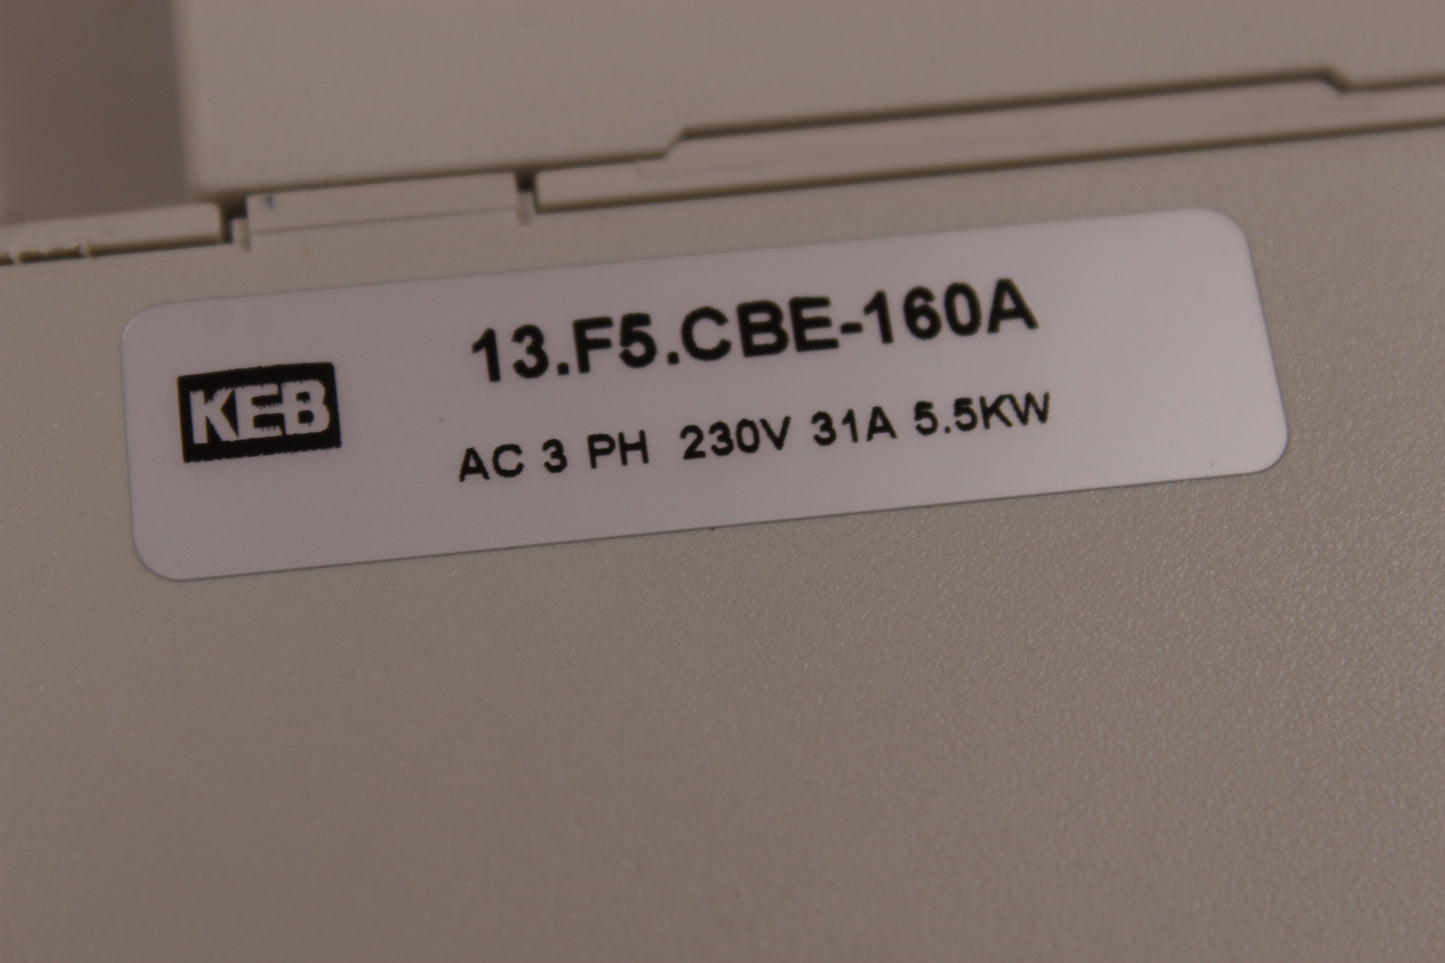 KEB
13.F5.CBE-160A
AC 3 PH 230V 31A 5.5KW